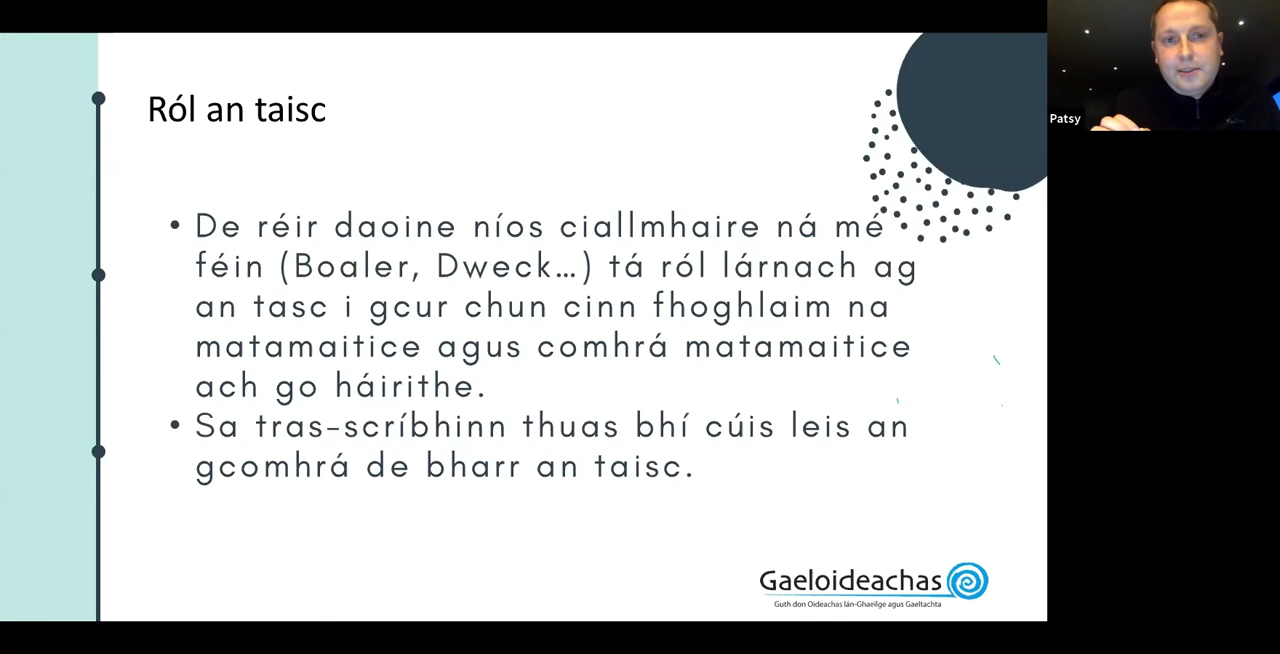 Ról an taisc
• De réir daoine níos ciallmhaire ná mé
féin (Boaler, Dweck...) tá ról lárnach ag
an tasc i gcur chun cinn fhoghlaim na
matamaitice agus comhrá matamaitice
ach go háirithe.
• Sa tras-scríbhinn thuas bhí cúis leis an
gcomhrá de bharr an taisc.
Gaeloideachas
Guth don Oideachas lán-Ghaeilge agus Gaeltachta
Patsy